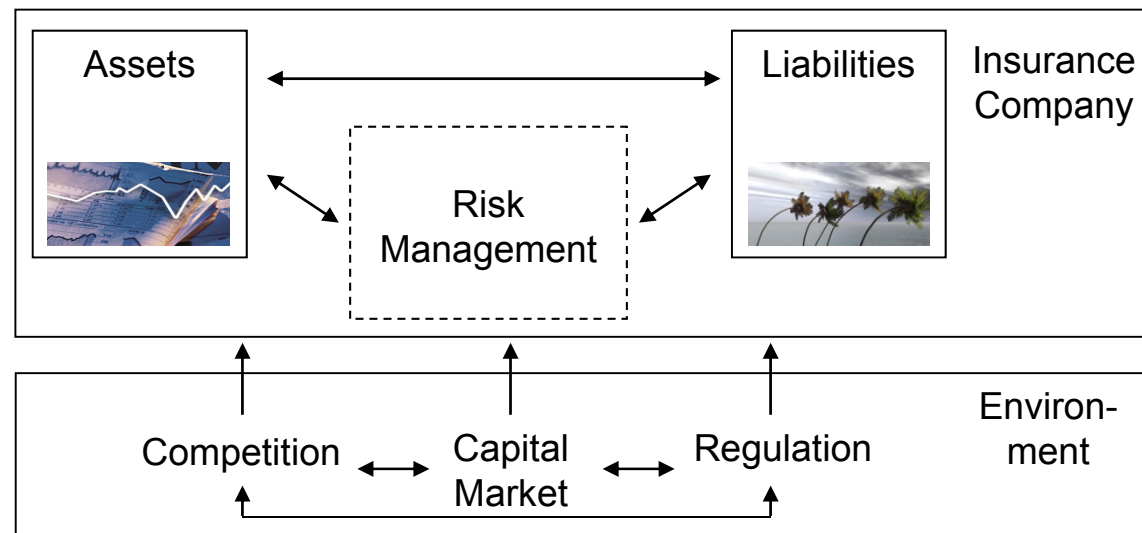 Assets
Liabilities
Insurance
Company
Risk
Management
Environ-
ment
Competition
Capital
Market
Regulation